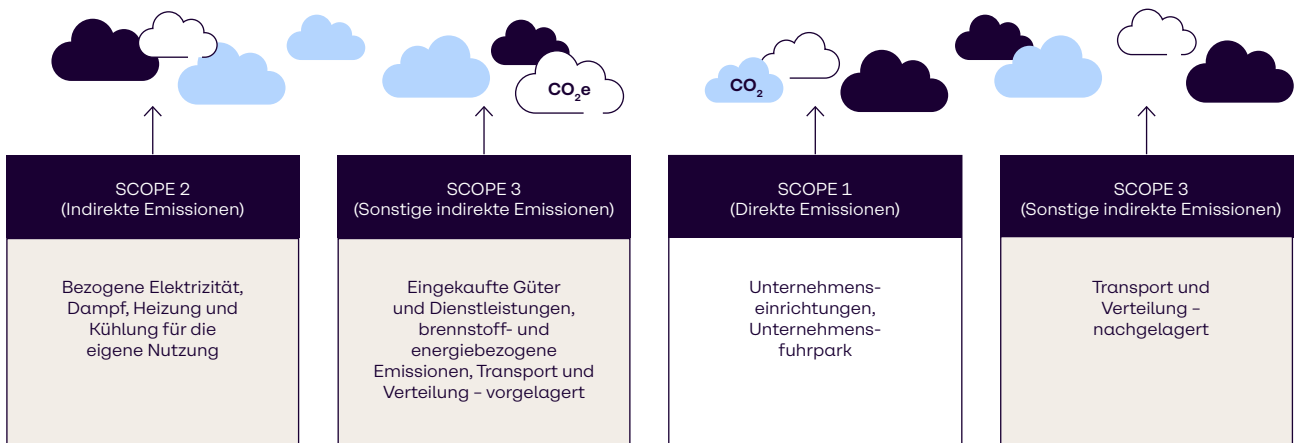 CO2e
CO2
SCOPE 2
(Indirekte Emissionen)
Bezogene Elektrizität,
Dampf, Heizung und
Kühlung für die
eigene Nutzung
SCOPE 3
(Sonstige indirekte Emissionen)
Eingekaufte Güter
und Dienstleistungen,
brennstoff- und
energiebezogene
Emissionen, Transport und
Verteilung – vorgelagert
SCOPE 1
(Direkte Emissionen)
Unternehmens-
einrichtungen,
Unternehmens-
fuhrpark
SCOPE 3
(Sonstige indirekte Emissionen)
Transport und
Verteilung –
nachgelagert